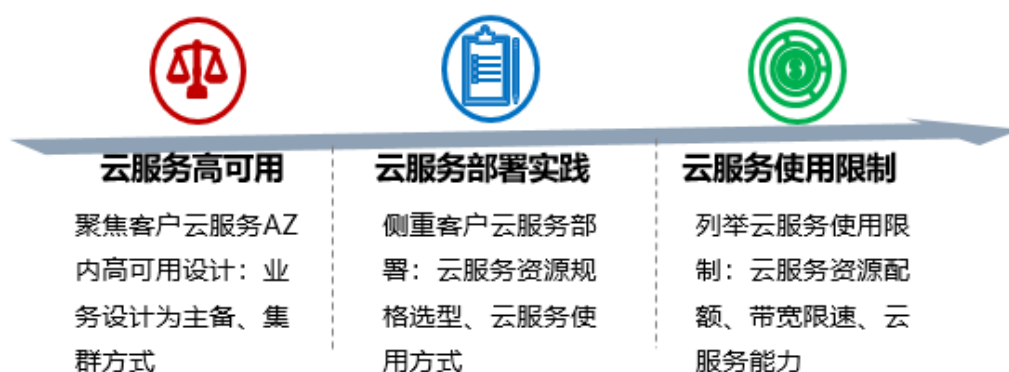 云服务高可用
聚焦客户云服务AZ
内高可用设计：业
务设计为主备、集
群方式
云服务部署实践
侧重客户云服务部
署：云服务资源规
格选型、云服务使
用方式
云服务使用限制
列举云服务使用限
制：云服务资源配
额、带宽限速、云
服务能力